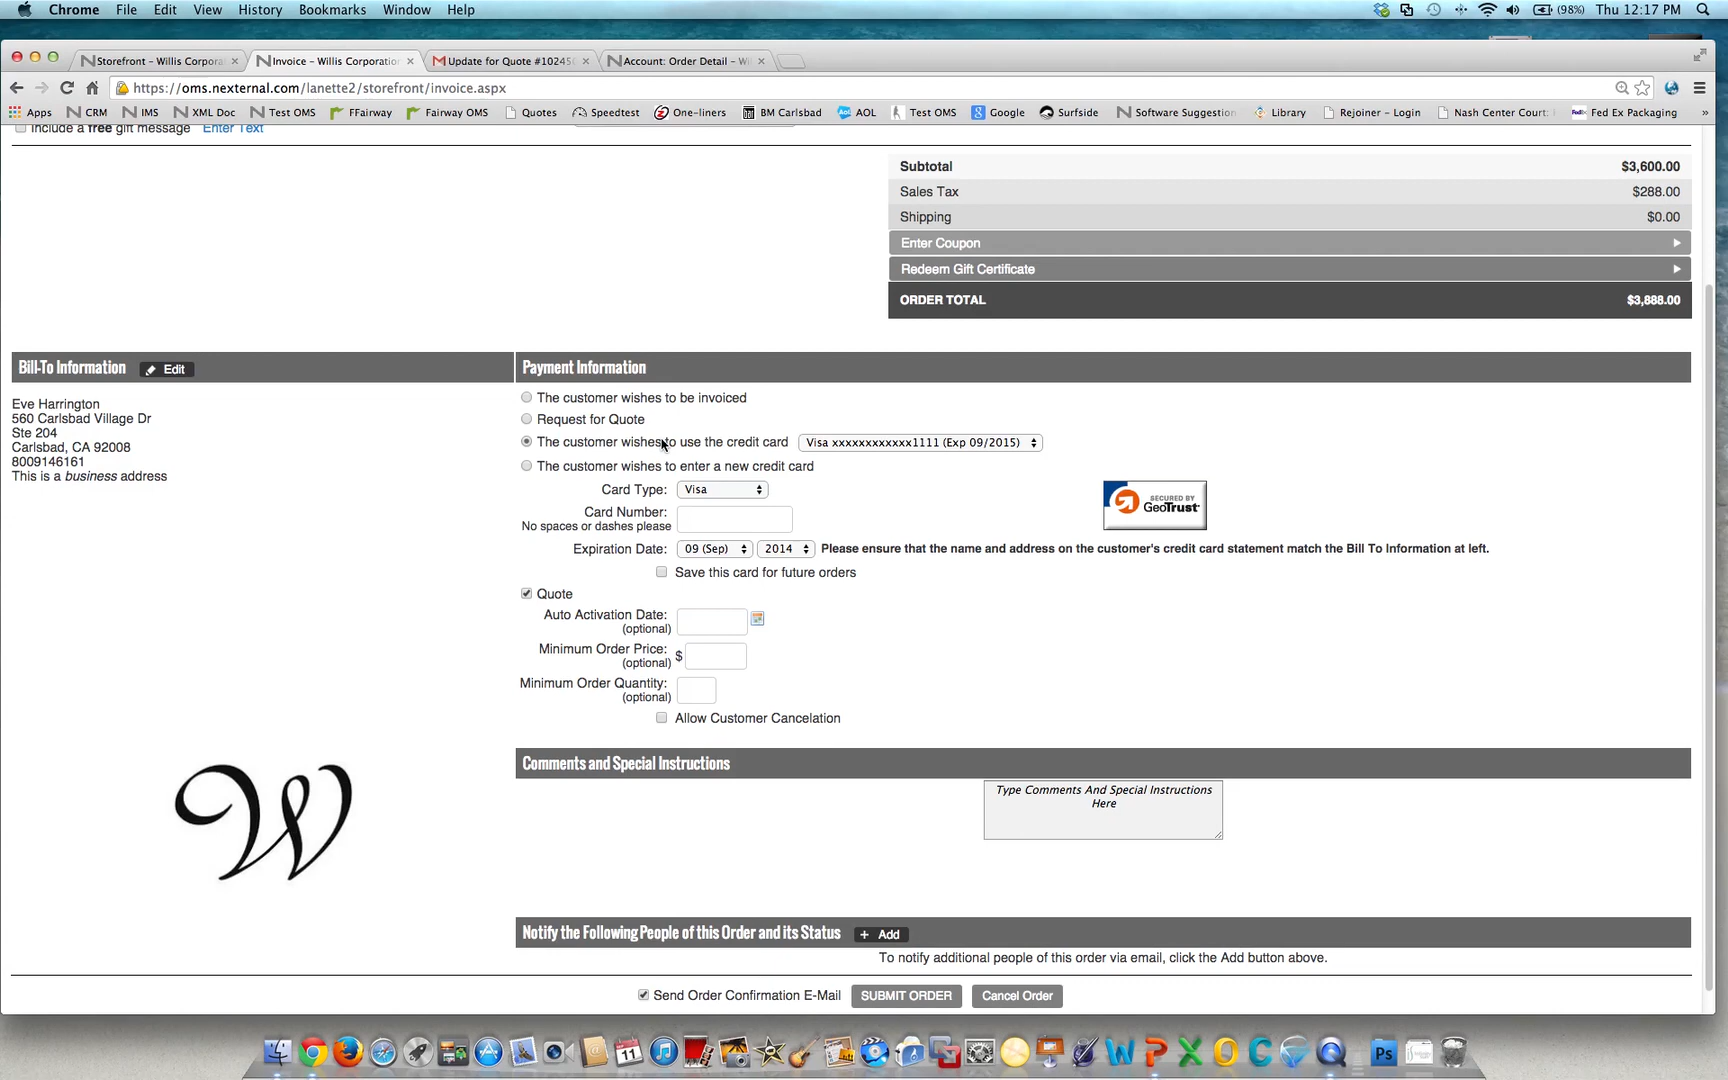 Chrome File Edit View History Bookmarks Window Help (98%) Thu 12:17 PM
Storefront – Willis Corpora Invoice – Willis Corporation Update for Quote #10245 Account: Order Detail – Wi
https://oms.nexternal.com/lanette2/storefront/invoice.aspx
Apps CRM IMS XML Doc Test OMS FFairway Fairway OMS Quotes Speedtest One-liners BM Carlsbad AOL Test OMS Google Surfside Software Suggestion Library Rejoiner – Login Nash Center Court: Fed Ex Packaging »
Include a free gift message Enter Text
Subtotal $3,600.00
Sales Tax $288.00
Shipping $0.00
Enter Coupon
Redeem Gift Certificate
ORDER TOTAL $3,888.00
Bill-To Information Edit
Payment Information
Eve Harrington
560 Carlsbad Village Dr
Ste 204
Carlsbad, CA 92008
8009146161
This is a business address
The customer wishes to be invoiced
Request for Quote
The customer wishes to use the credit card Visa xxxxxxxxxxxx1111 (Exp 09/2015)
The customer wishes to enter a new credit card
Card Type: Visa
Card Number:
No spaces or dashes please
SECURED BY
GeoTrust
Expiration Date: 09 (Sep) 2014 Please ensure that the name and address on the customer's credit card statement match the Bill To Information at left.
Save this card for future orders
Quote
Auto Activation Date:
(optional)
Minimum Order Price:
(optional) $
Minimum Order Quantity:
(optional)
Allow Customer Cancelation
W
Comments and Special Instructions
Type Comments And Special Instructions
Here
Notify the Following People of this Order and its Status + Add
To notify additional people of this order via email, click the Add button above.
Send Order Confirmation E-Mail SUBMIT ORDER Cancel Order